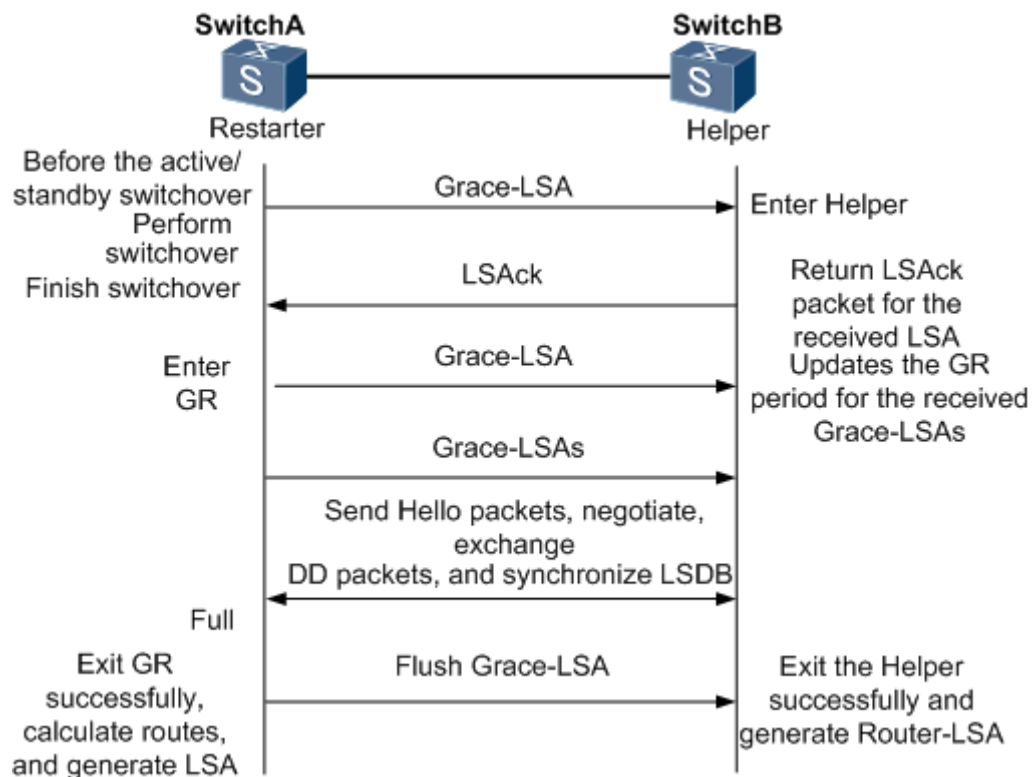 SwitchA
SwitchB
S
S
Restarter
Helper
Before the active/
standby switchover
Grace-LSA
Enter Helper
Perform
switchover
Finish switchover
LSAck
Return LSAck
packet for the
received LSA
Enter
GR
Grace-LSA
Updates the GR
period for the received
Grace-LSAs
Grace-LSAs
Send Hello packets, negotiate,
exchange
DD packets, and synchronize LSDB
Full
Exit GR
successfully,
calculate routes,
and generate LSA
Flush Grace-LSA
Exit the Helper
successfully and
generate Router-LSA